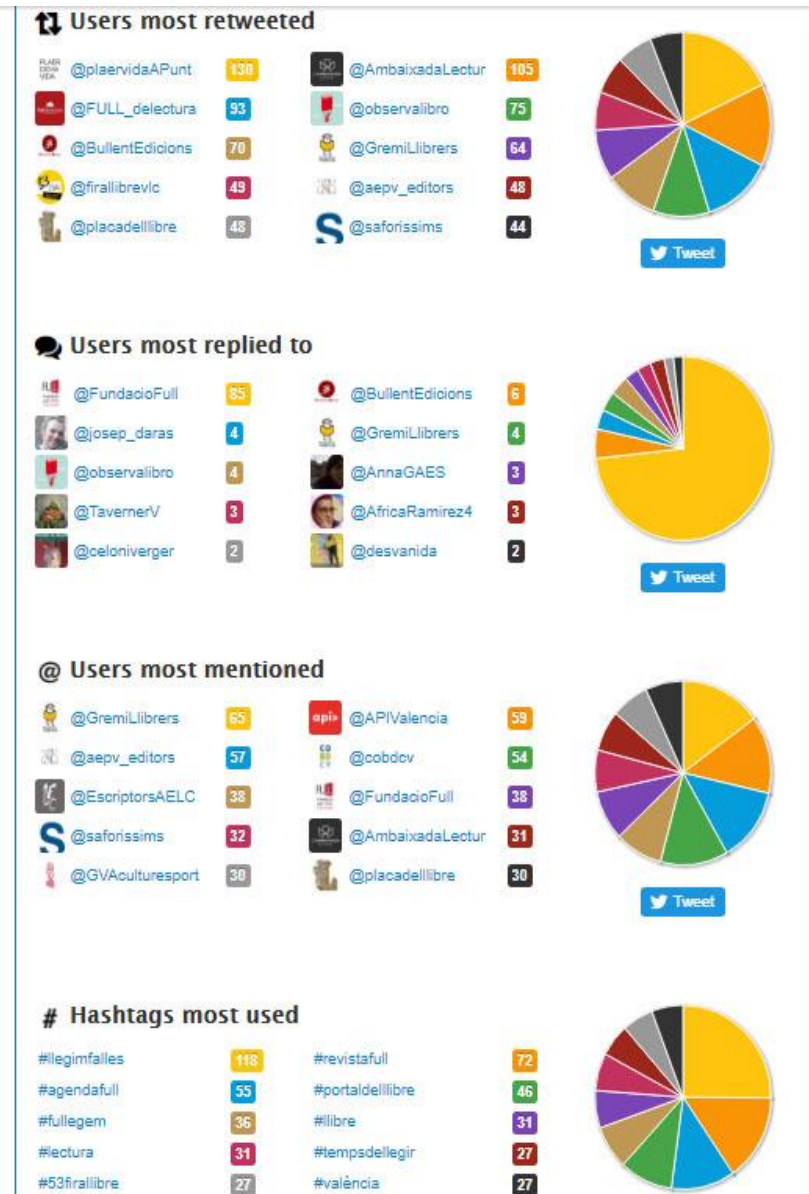 Users most retweeted
@plaervidaAPunt 130 @AmbaixadaLectur 105
@FULL_delectura 93 @observalibro 75
@BullentEdicions 70 @GremiLlibrers 64
@firallibrevlc 49 @aepv_editors 48
@placadelllibre 48 @saforissims 44
Tweet
Users most replied to
@FundacioFull 85 @BullentEdicions 6
@josep_daras 4 @GremiLlibrers 4
@observalibro 4 @AnnaGAES 3
@TavernerV 3 @AfricaRamirez4 3
@celoniverger 2 @desvanida 2
Tweet
@ Users most mentioned
@GremiLlibrers 65 api» @APIValencia 59
@aepv_editors 57 @cobdcv 54
@EscriptorsAELC 38 @FundacioFull 38
@saforissims 32 @AmbaixadaLectur 31
@GVAculturesport 30 @placadelllibre 30
Tweet
# Hashtags most used
#llegimfalles 118 #revistafull 72
#agendafull 55 #portaldelllibre 46
#fullegem 36 #llibre 31
#lectura 31 #tempsdellegir 27
#53firallibre 27 #valència 27